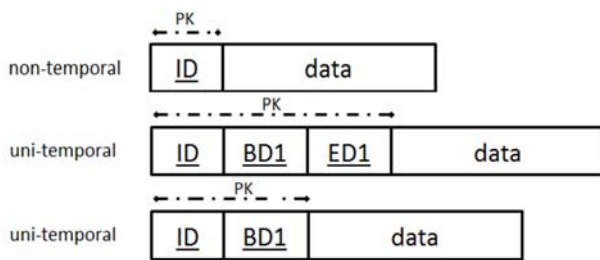 PK
non-temporal ID data
PK
uni-temporal ID BD1 ED1 data
PK
uni-temporal ID BD1 data